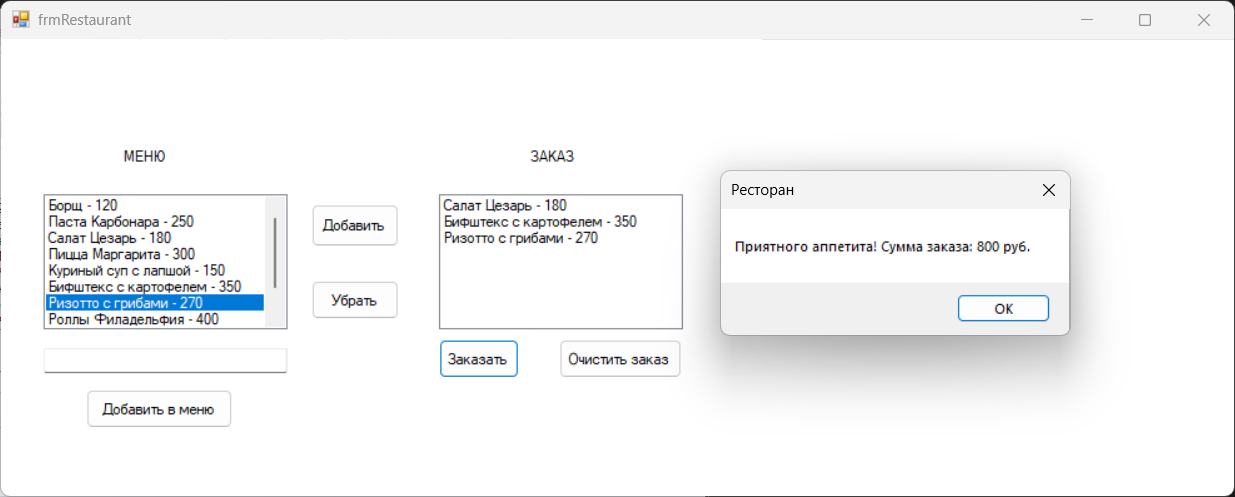 frmRestaurant
МЕНЮ
ЗАКАЗ
Борщ - 120
Паста Карбонара - 250
Салат Цезарь - 180
Пицца Маргарита - 300
Куриный суп с лапшой - 150
Бифштекс с картофелем - 350
Ризотто с грибами - 270
Роллы Филадельфия - 400
Добавить
Убрать
Салат Цезарь - 180
Бифштекс с картофелем - 350
Ризотто с грибами - 270
Заказать
Очистить заказ
Добавить в меню
Ресторан
Приятного аппетита! Сумма заказа: 800 руб.
ОК